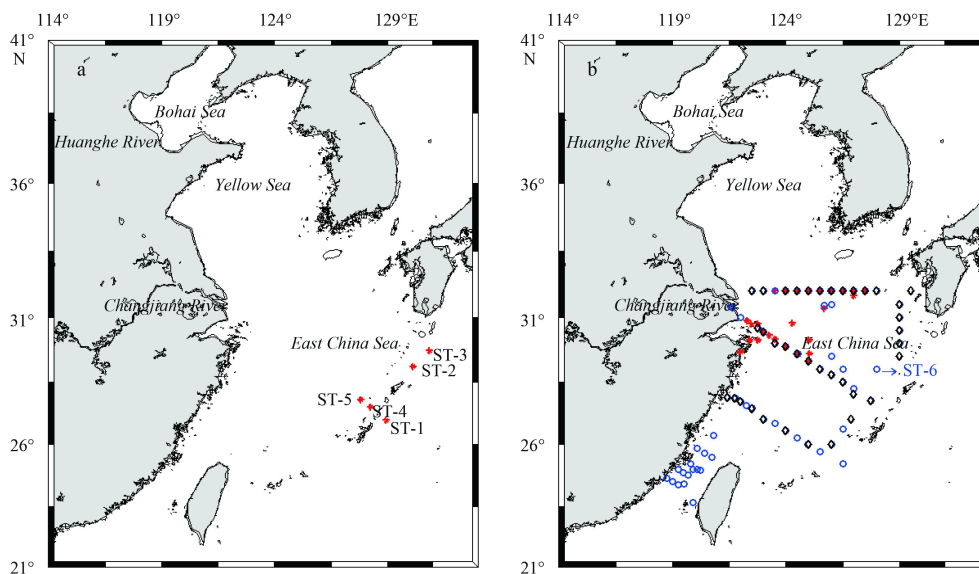 114° 119° 124° 129°E
41°
N
a
Bohai Sea
Huanghe River
36°
Yellow Sea
Changjiang River
31°
East China Sea
ST-3
ST-2
ST-5
ST-4
ST-1
26°
21°
114° 119° 124° 129°E
41°
N
b
Bohai Sea
Huanghe River
36°
Yellow Sea
Changjiang River
31°
East China Sea
ST-6
26°
21°